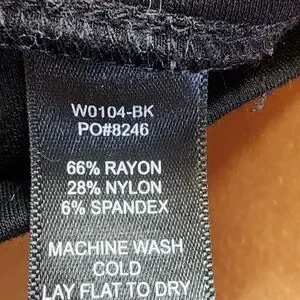 W0104-BK
PO#8246
66% RAYON
28% NYLON
6% SPANDEX
MACHINE WASH
COLD
LAY FLAT TO DRY